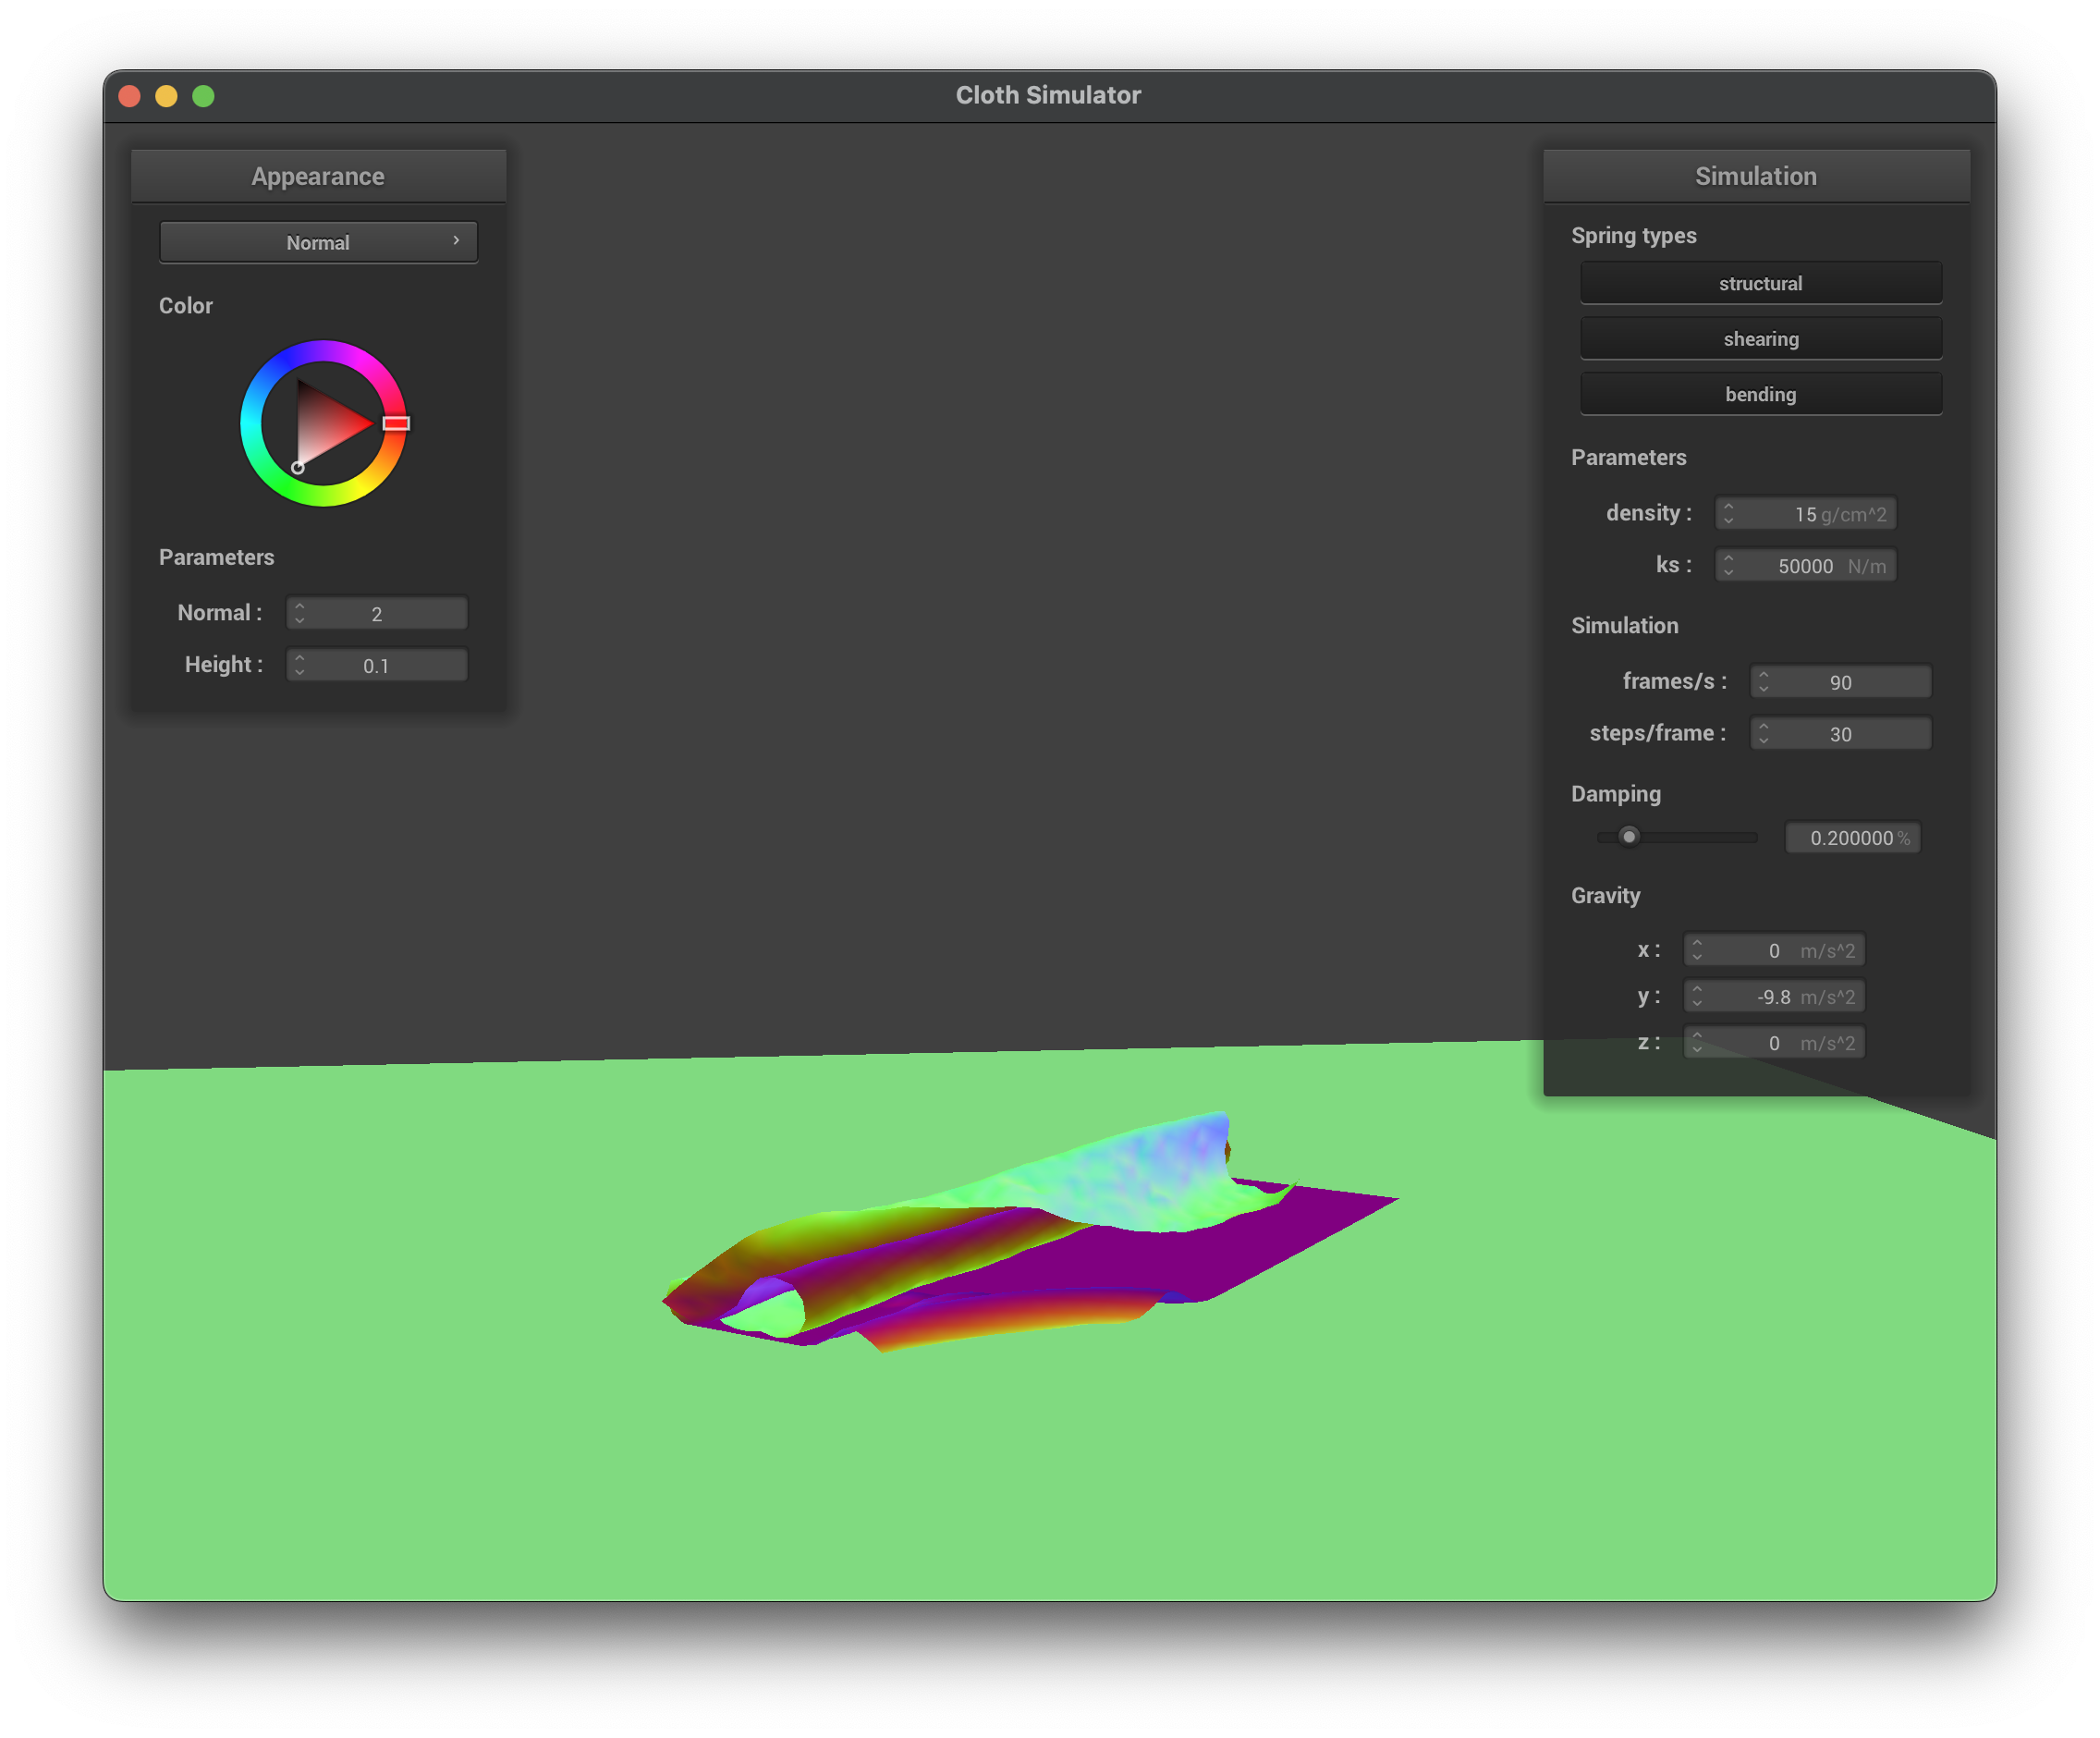 Cloth Simulator
Appearance
Normal
Color
Parameters
Normal : 2
Height : 0.1
Simulation
Spring types
structural
shearing
bending
Parameters
density : 15 g/cm^2
ks : 50000 N/m
Simulation
frames/s : 90
steps/frame : 30
Damping
0.200000 %
Gravity
x : 0 m/s^2
y : -9.8 m/s^2
z : 0 m/s^2